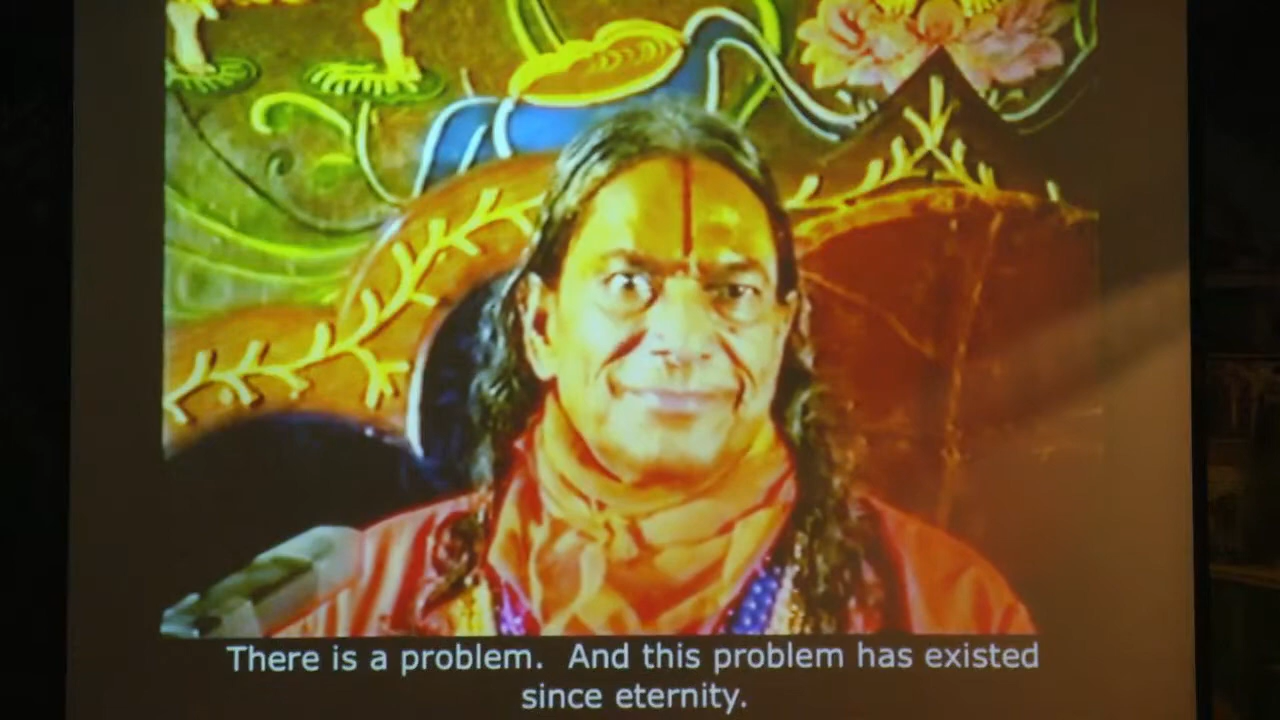 There is a problem.  And this problem has existed
since eternity.